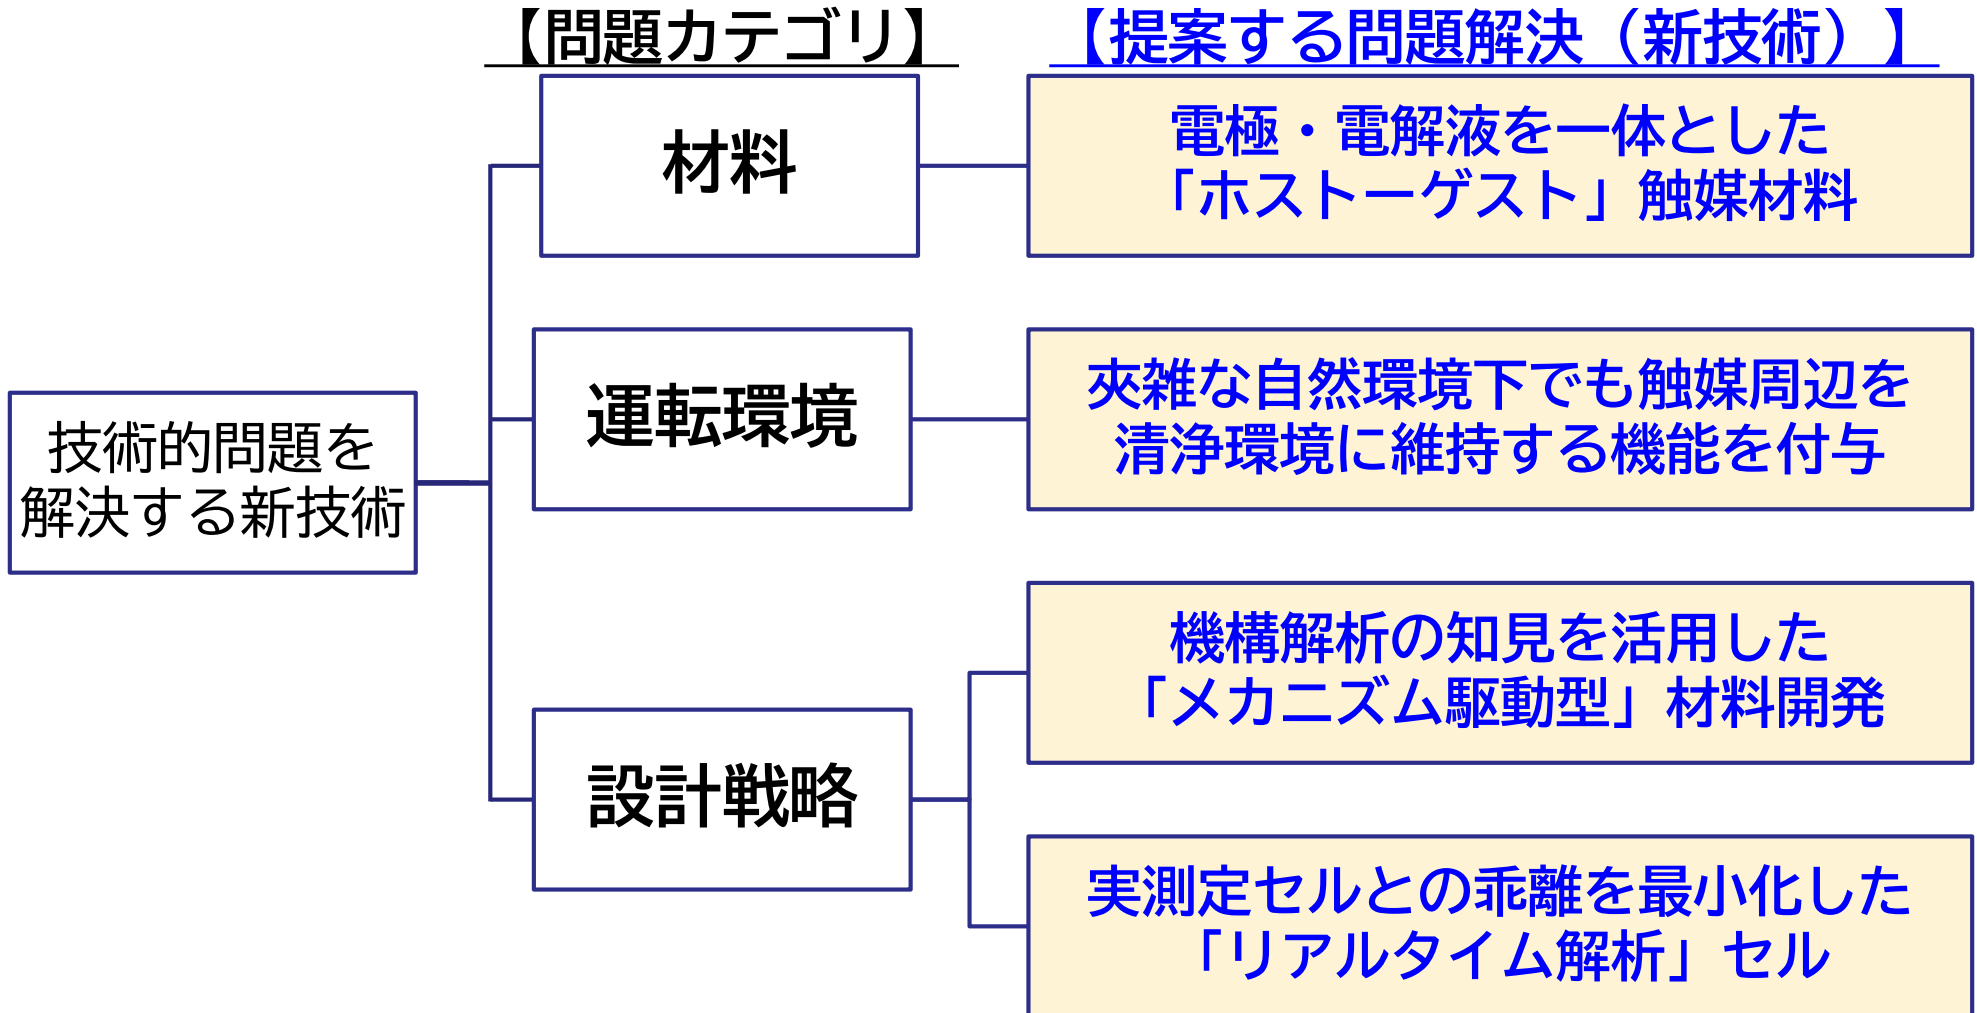 【問題カテゴリ】
【提案する問題解決（新技術）】
技術的問題を
解決する新技術
材料
電極・電解液を一体とした
「ホストーゲスト」触媒材料
運転環境
夾雑な自然環境下でも触媒周辺を
清浄環境に維持する機能を付与
設計戦略
機構解析の知見を活用した
「メカニズム駆動型」材料開発
実測定セルとの乖離を最小化した
「リアルタイム解析」セル